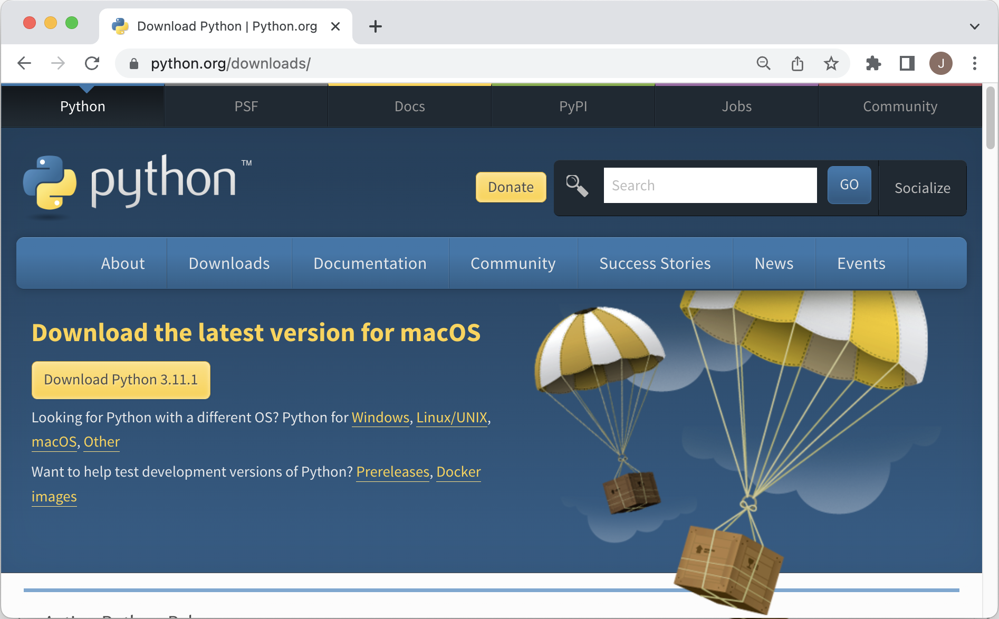 Download Python | Python.org
python.org/downloads/
J
Python PSF Docs PyPI Jobs Community
python TM
Donate Search GO Socialize
About Downloads Documentation Community Success Stories News Events
Download the latest version for macOS
Download Python 3.11.1
Looking for Python with a different OS? Python for Windows, Linux/UNIX,
macOS, Other
Want to help test development versions of Python? Prereleases, Docker
images